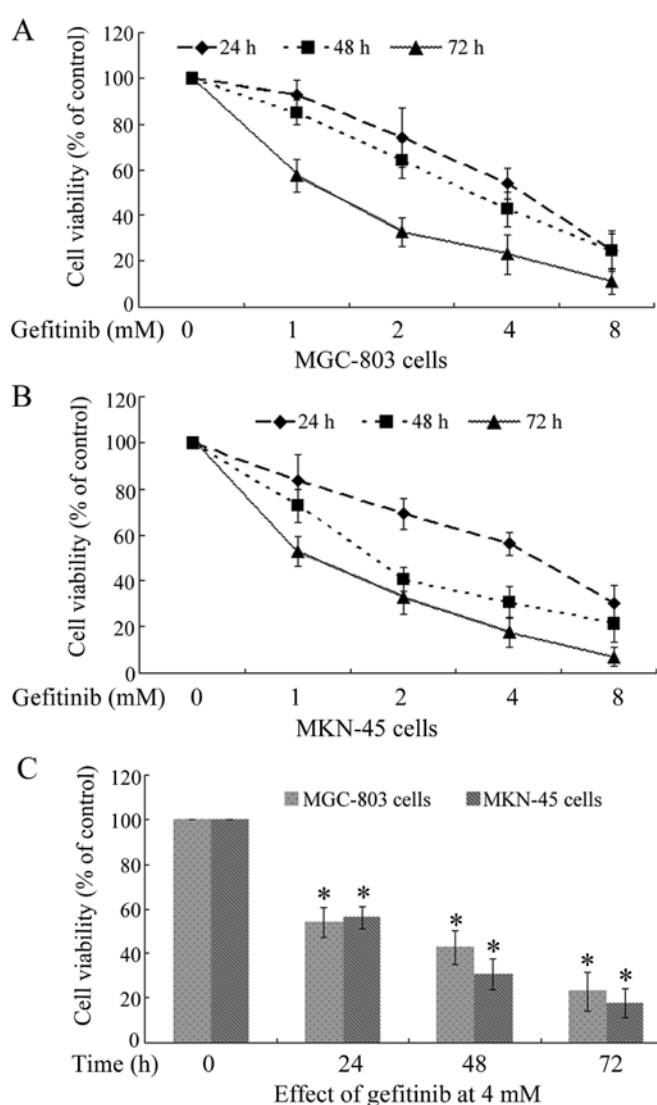 A
24 h 48 h 72 h
Cell viability (% of control)
120
100
80
60
40
20
0
Gefitinib (mM) 0 1 2 4 8
MGC-803 cells
B
24 h 48 h 72 h
Cell viability (% of control)
120
100
80
60
40
20
0
Gefitinib (mM) 0 1 2 4 8
MKN-45 cells
C
MGC-803 cells MKN-45 cells
Cell viability (% of control)
120
100
80
60
40
20
0
* * * * * *
Time (h) 0 24 48 72
Effect of gefitinib at 4 mM